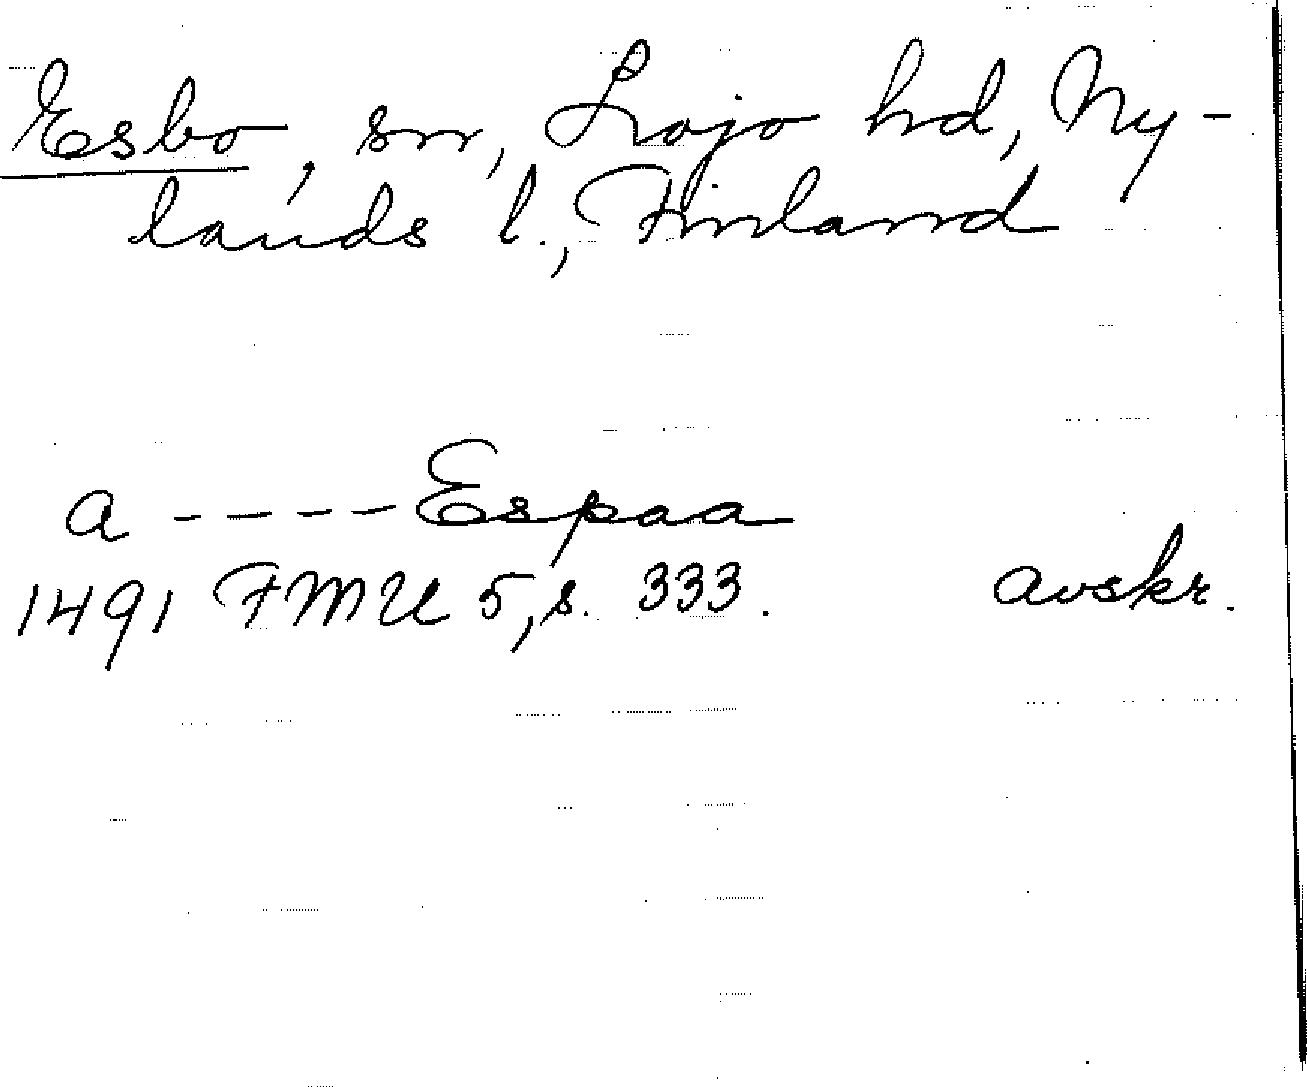 Esbo, sn, Lojo hd, Ny-
lands l., Finland
a ---- Espaa
1491 FMU 5, s. 333. avskr.